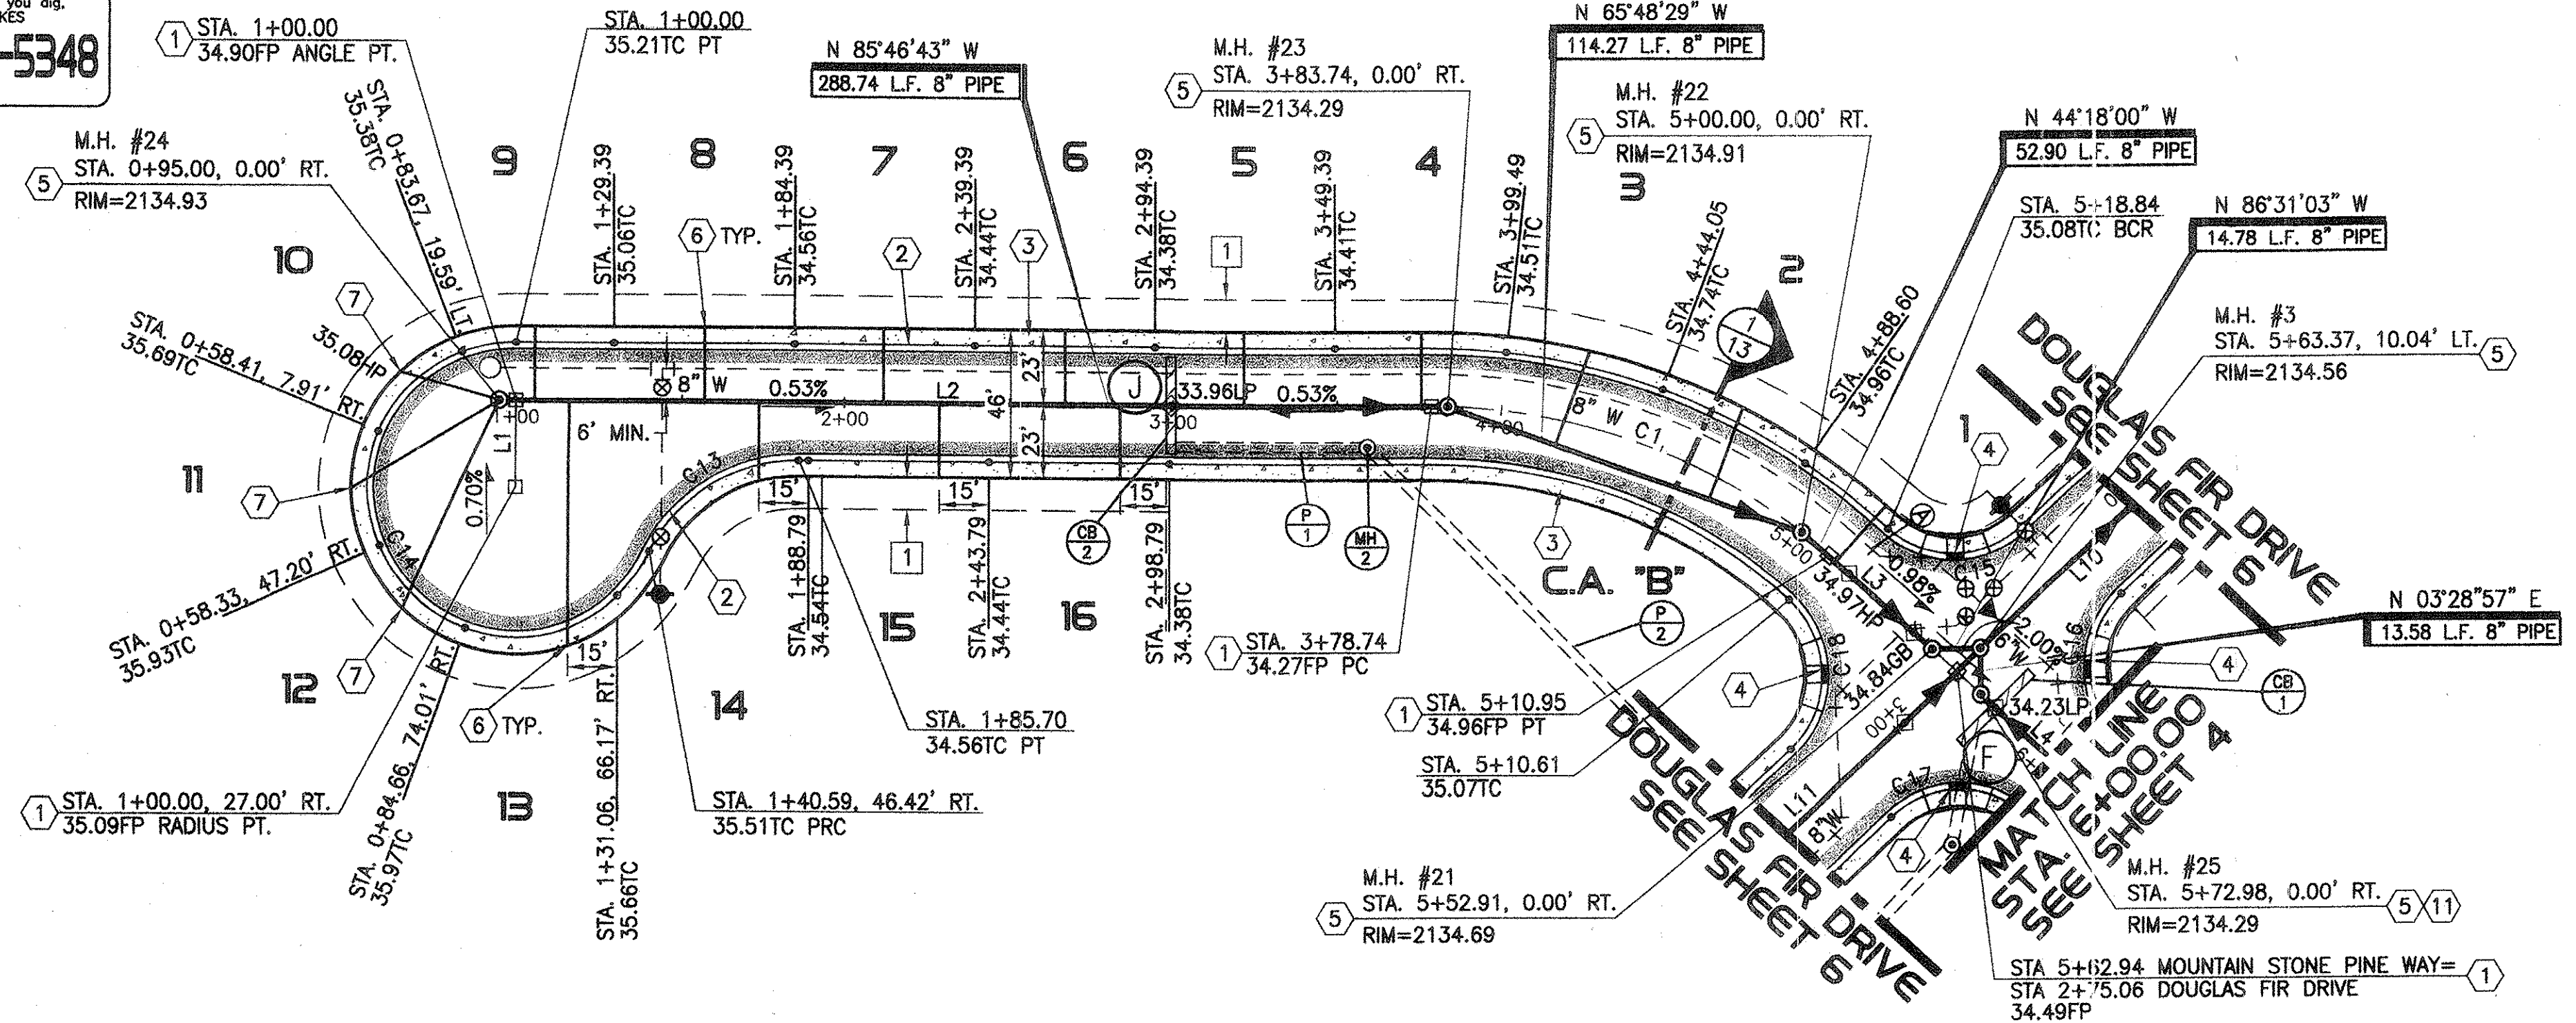 you dig,
KES
-5348
1
STA. 1+00.00
34.90FP ANGLE PT.
STA. 1+00.00
35.21TC PT
N 85°46'43" W
288.74 L.F. 8" PIPE
M.H. #23
STA. 3+83.74, 0.00' RT.
RIM=2134.29
5
N 65°48'29" W
114.27 L.F. 8" PIPE
M.H. #22
STA. 5+00.00, 0.00' RT.
RIM=2134.91
5
N 44°18'00" W
52.90 L.F. 8" PIPE
STA. 5+18.84
35.08TC BCR
N 86°31'03" W
14.78 L.F. 8" PIPE
M.H. #3
STA. 5+63.37, 10.04' LT.
RIM=2134.56
5
M.H. #24
STA. 0+95.00, 0.00' RT.
RIM=2134.93
5
STA. 0+83.67, 19.59' LT.
35.38TC
9
8
7
6
5
4
3
2
1
10
11
12
13
14
15
16
STA. 1+29.39
35.06TC
6 TYP.
STA. 1+84.39
34.56TC
2
STA. 2+39.39
34.44TC
3
STA. 2+94.39
34.38TC
1
STA. 3+49.39
34.41TC
STA. 3+99.49
34.51TC
STA. 4+44.05
34.74TC
1
13
STA. 4+88.60
34.96TC
DOUGLAS FIR DRIVE
SEE SHEET 6
4
7
35.08HP
STA. 0+58.41, 7.91' RT.
35.69TC
7
STA. 0+58.33, 47.20' RT.
35.93TC
7
STA. 0+84.66, 74.01' RT.
35.97TC
1+00
L1
0.70%
C14
8" W
0.53%
L2
2+00
6' MIN.
C13
23'
46'
23'
J
33.96LP
3+00
0.53%
4+00
8" W
C1
5+00
34.97HP
L3
0.98%
A
C15
L10
34.84GB
6" W
2.00%
C16
34.23LP
L4
3+00
F
C17
C18
L11
8"W
15'
15'
15'
15'
STA. 1+88.79
34.54TC
1
STA. 2+43.79
34.44TC
CB
2
STA. 2+98.79
34.38TC
P
1
MH
2
3
C.A. "B"
P
2
4
4
4
CB
1
N 03°28'57" E
13.58 L.F. 8" PIPE
2
6 TYP.
1
STA. 1+00.00, 27.00' RT.
35.09FP RADIUS PT.
STA. 1+31.06, 66.17' RT.
35.66TC
STA. 1+40.59, 46.42' RT.
35.51TC PRC
STA. 1+85.70
34.56TC PT
1
STA. 3+78.74
34.27FP PC
1
STA. 5+10.95
34.96FP PT
STA. 5+10.61
35.07TC
DOUGLAS FIR DRIVE
SEE SHEET 6
MATCH LINE
STA. 6+00.00
SEE SHEET 4
M.H. #21
STA. 5+52.91, 0.00' RT.
RIM=2134.69
5
M.H. #25
STA. 5+72.98, 0.00' RT.
RIM=2134.29
5
11
STA 5+62.94 MOUNTAIN STONE PINE WAY=
STA 2+75.06 DOUGLAS FIR DRIVE
34.49FP
1